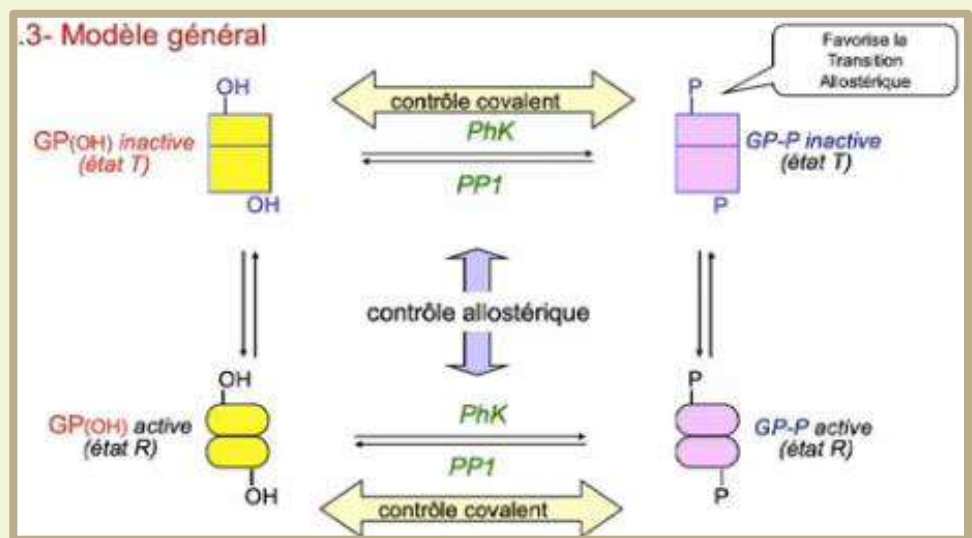 .3- Modèle général
Favorise la
Transition
Allostérique
OH
contrôle covalent
P
GP(OH) inactive
(état T)
PhK
GP-P inactive
(état T)
PP1
OH
P
contrôle allostérique
OH
P
GP(OH) active
(état R)
PhK
GP-P active
(état R)
PP1
OH
P
contrôle covalent